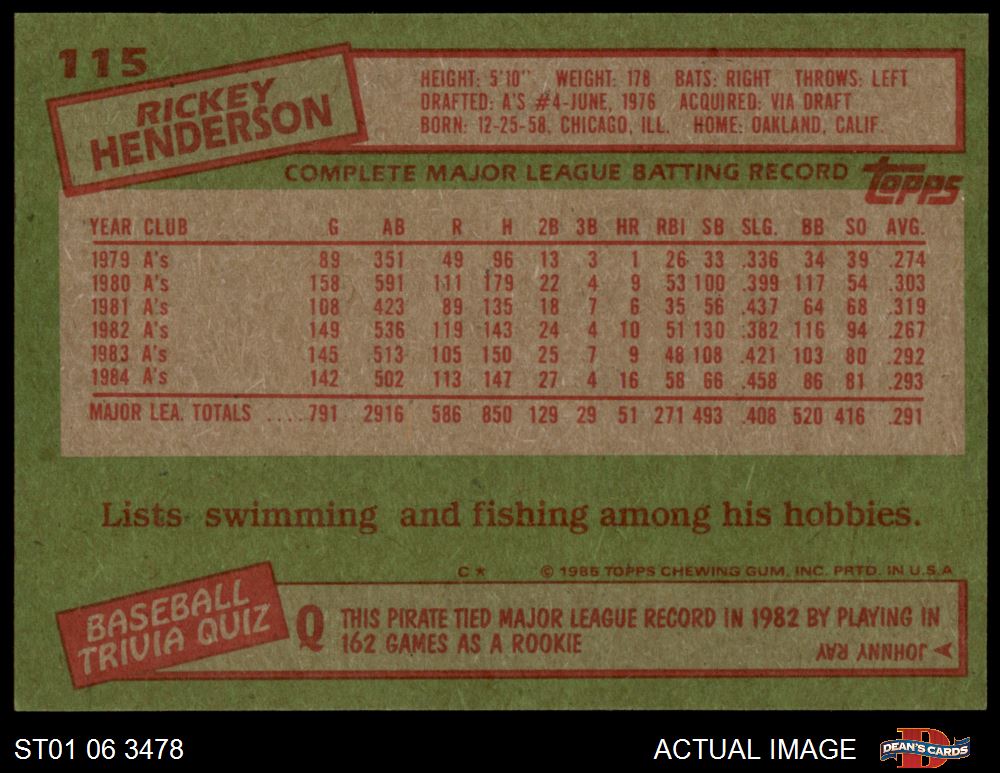 115
RICKEY
HENDERSON
HEIGHT: 5'10" WEIGHT: 178 BATS: RIGHT THROWS: LEFT
DRAFTED: A'S #4-JUNE, 1976 ACQUIRED: VIA DRAFT
BORN: 12-25-58, CHICAGO, ILL. HOME: OAKLAND, CALIF.
COMPLETE MAJOR LEAGUE BATTING RECORD
topps
YEAR CLUB G AB R H 2B 3B HR RBI SB SLG. BB SO AVG.
1979 A's 89 351 49 96 13 3 1 26 33 .336 34 39 .274
1980 A's 158 591 111 179 22 4 9 53 100 .399 117 54 .303
1981 A's 108 423 89 135 18 7 6 35 56 .437 64 68 .319
1982 A's 149 536 119 143 24 4 10 51 130 .382 116 94 .267
1983 A's 145 513 105 150 25 7 9 48 108 .421 103 80 .292
1984 A's 142 502 113 147 27 4 16 58 66 .458 86 81 .293
MAJOR LEA. TOTALS .....791 2916 586 850 129 29 51 271 493 .408 520 416 .291
Lists swimming and fishing among his hobbies.
C* © 1985 TOPPS CHEWING GUM, INC. PRTD. IN U.S.A
BASEBALL
TRIVIA QUIZ
Q THIS PIRATE TIED MAJOR LEAGUE RECORD IN 1982 BY PLAYING IN
162 GAMES AS A ROOKIE
JOHNNY RAY
ST01 06 3478
ACTUAL IMAGE
D
DEAN'S CARDS